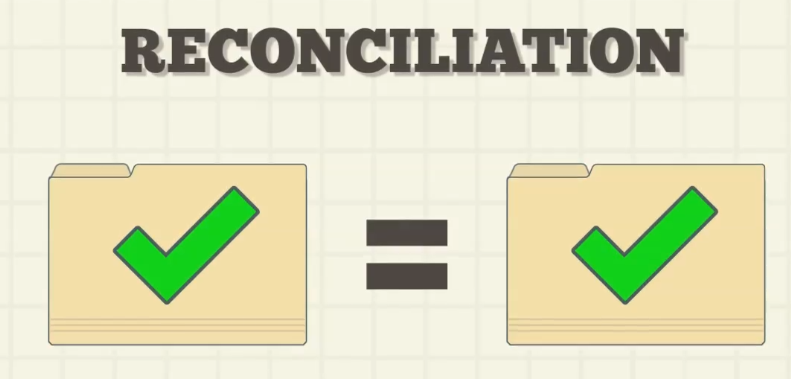 RECONCILIATION
=